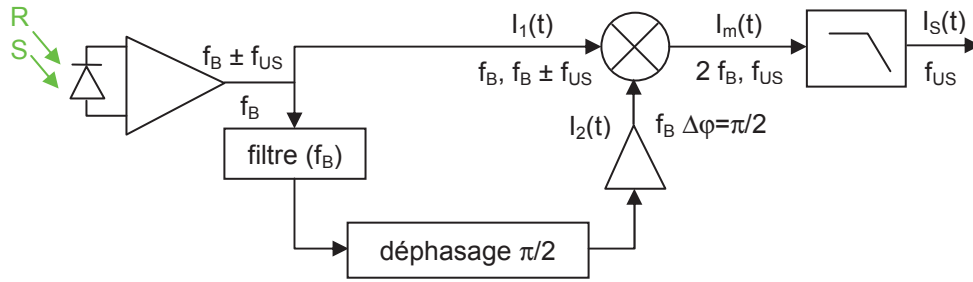 R
S
f_B ± f_US
f_B
I_1(t)
f_B, f_B ± f_US
I_m(t)
2 f_B, f_US
I_S(t)
f_US
I_2(t)
f_B Δφ=π/2
filtre (f_B)
déphasage π/2